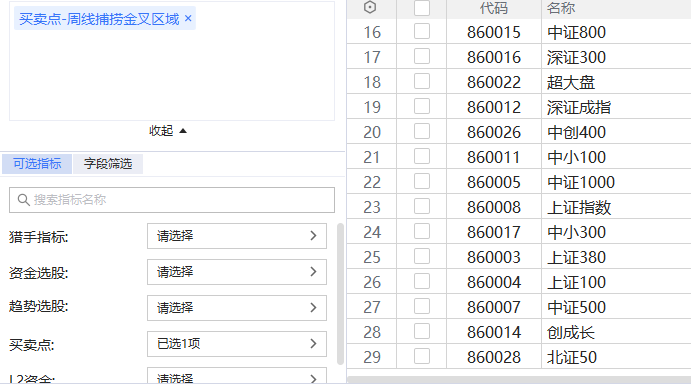 买卖点-周线捕捞金叉区域 ×
收起
可选指标 字段筛选
搜索指标名称
猎手指标: 请选择
资金选股: 请选择
趋势选股: 请选择
买卖点: 已选1项
L2资金: 请选择
代码 名称
16 860015 中证800
17 860016 深证300
18 860022 超大盘
19 860012 深证成指
20 860026 中创400
21 860011 中小100
22 860005 中证1000
23 860008 上证指数
24 860017 中小300
25 860003 上证380
26 860004 上证100
27 860007 中证500
28 860014 创成长
29 860028 北证50